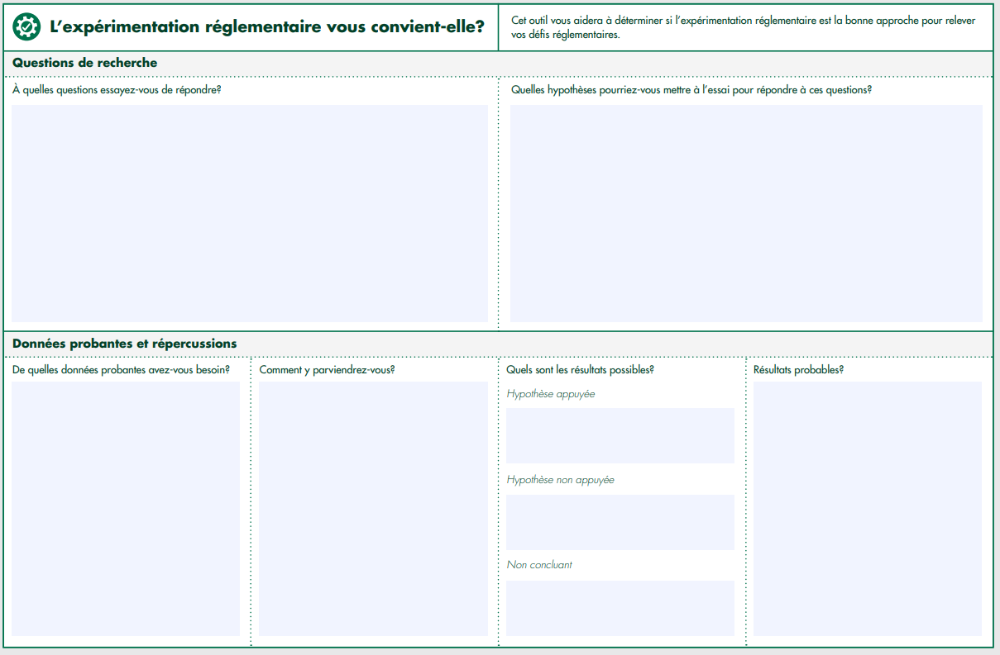 L’expérimentation réglementaire vous convient-elle?
Cet outil vous aidera à déterminer si l’expérimentation réglementaire est la bonne approche pour relever
vos défis réglementaires.
Questions de recherche
À quelles questions essayez-vous de répondre?
Quelles hypothèses pourriez-vous mettre à l’essai pour répondre à ces questions?
Données probantes et répercussions
De quelles données probantes avez-vous besoin?
Comment y parviendrez-vous?
Quels sont les résultats possibles?
Hypothèse appuyée
Hypothèse non appuyée
Non concluant
Résultats probables?